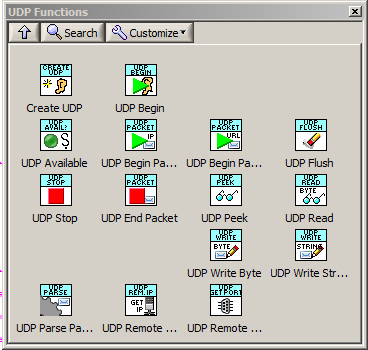 UDP Functions
Search Customize
CREATE UDP
UDP BEGIN
Create UDP
UDP Begin
UDP AVAIL?
UDP PACKET IP
UDP PACKET URL
UDP FLUSH
UDP Available
UDP Begin Pa...
UDP Begin Pa...
UDP Flush
UDP STOP
UDP PACKET
UDP PEEK
UDP READ BYTE
UDP Stop
UDP End Packet
UDP Peek
UDP Read
UDP WRITE BYTE
UDP WRITE STRING
UDP Write Byte
UDP Write Str...
UDP PARSE
UDP REM. IP GET IP
UDP GET PORT
UDP Parse Pa...
UDP Remote ...
UDP Remote ...